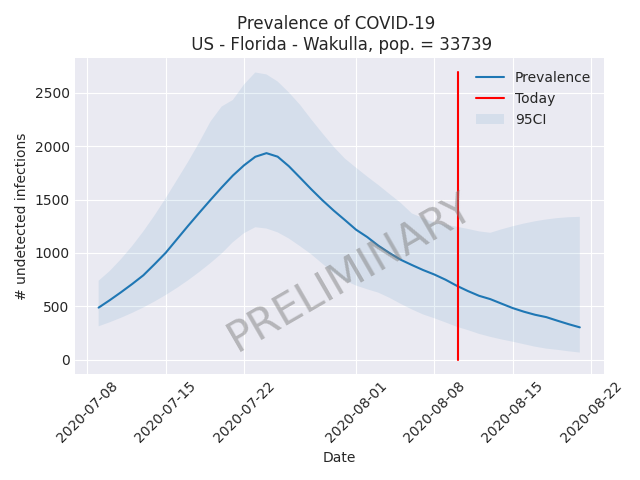 Prevalence of COVID-19
US - Florida - Wakulla, pop. = 33739
Prevalence
Today
95CI
# undetected infections
2500
2000
1500
1000
500
0
PRELIMINARY
2020-07-08
2020-07-15
2020-07-22
2020-08-01
2020-08-08
2020-08-15
2020-08-22
Date